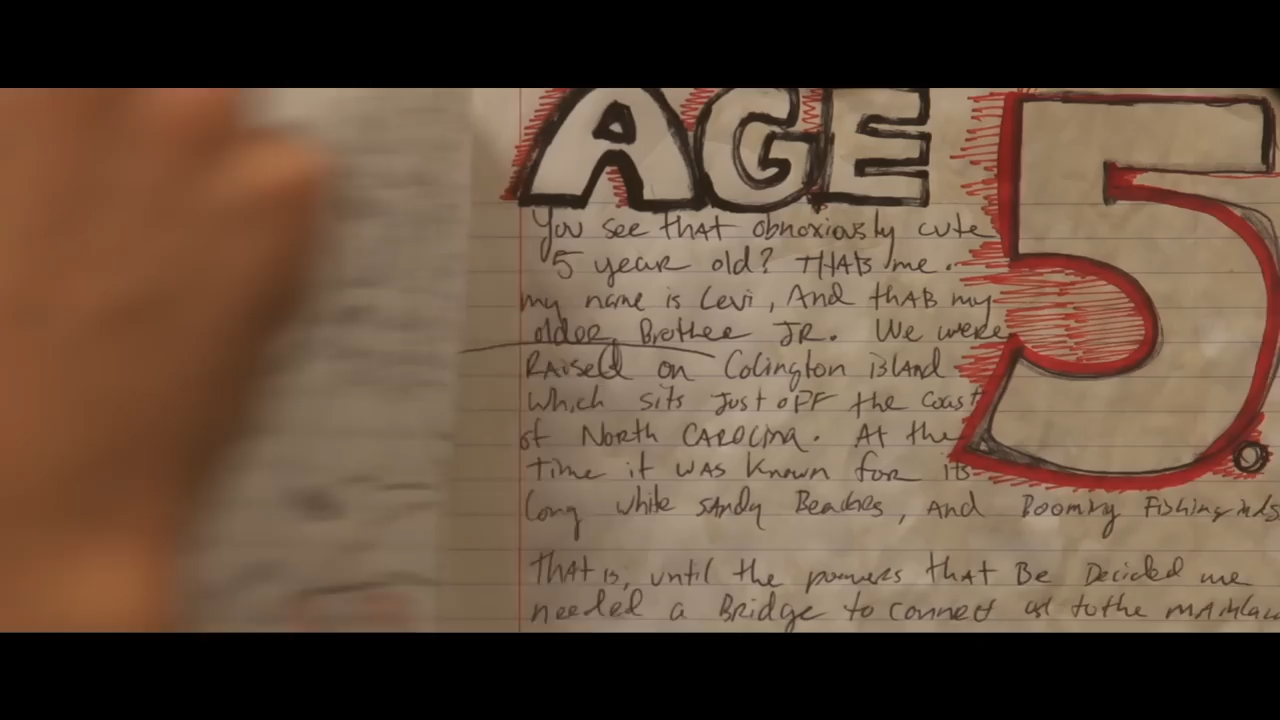 AGE 5.
You see that obnoxiously cute
5 year old? THATS me.
my name is Levi, And thats my
older Brother JR. We were
Raised on Colington island
which sits just off the coast
of North Carolina. At the
time it was known for its
long white sandy Beaches, and Booming Fishing inds
That is, until the powers that Be Decided we
needed a Bridge to connect us to the mainlan